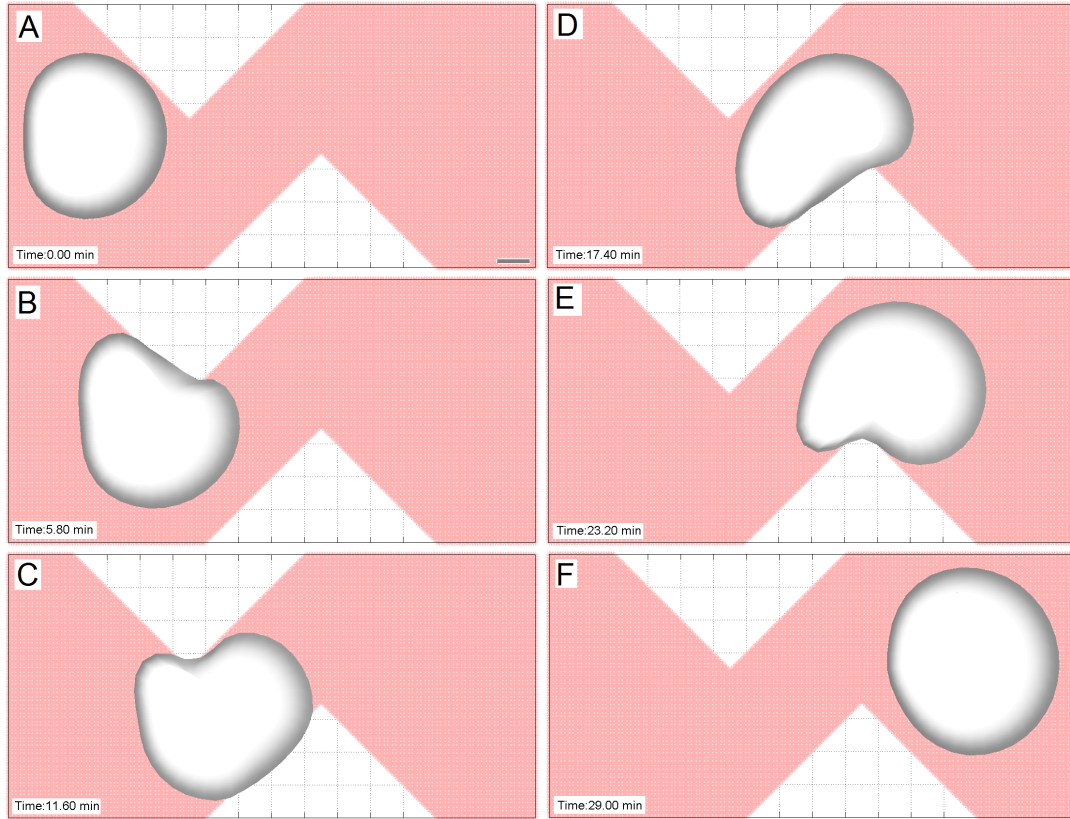 A
Time:0.00 min
B
Time:5.80 min
C
Time:11.60 min
D
Time:17.40 min
E
Time:23.20 min
F
Time:29.00 min